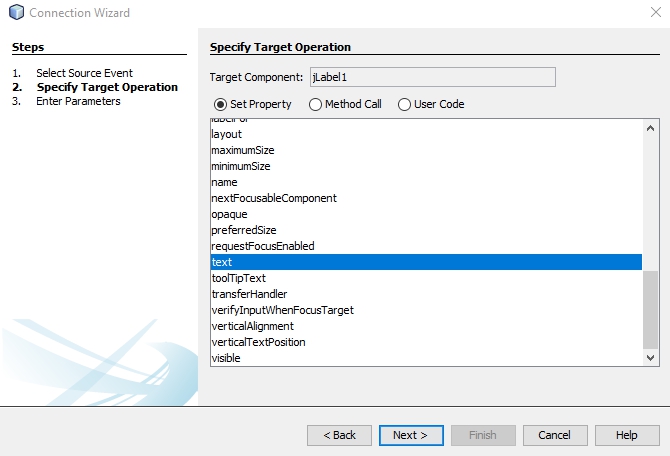 Connection Wizard
Steps
1. Select Source Event
2. Specify Target Operation
3. Enter Parameters
Specify Target Operation
Target Component: jLabel1
Set Property Method Call User Code
labelFor
layout
maximumSize
minimumSize
name
nextFocusableComponent
opaque
preferredSize
requestFocusEnabled
text
toolTipText
transferHandler
verifyInputWhenFocusTarget
verticalAlignment
verticalTextPosition
visible
< Back Next > Finish Cancel Help